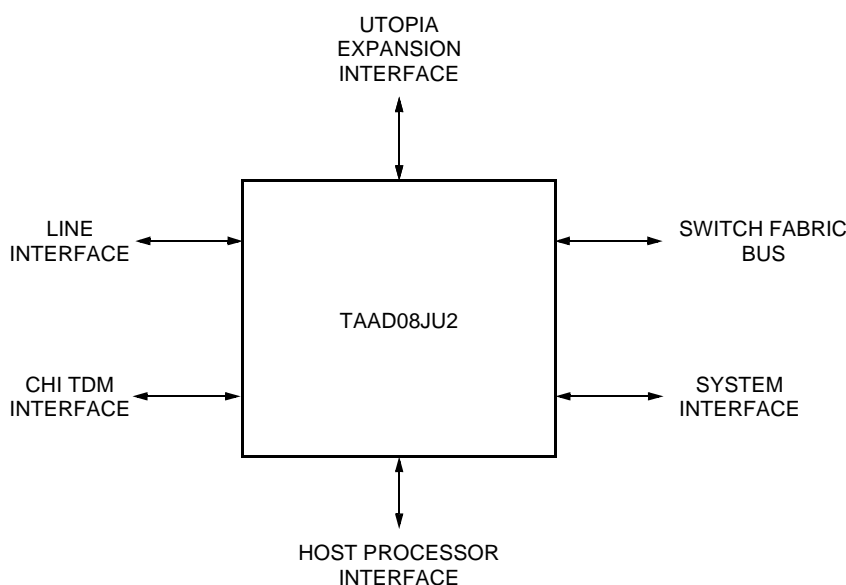 UTOPIA
EXPANSION
INTERFACE
LINE
INTERFACE
SWITCH FABRIC
BUS
TAAD08JU2
CHI TDM
INTERFACE
SYSTEM
INTERFACE
HOST PROCESSOR
INTERFACE